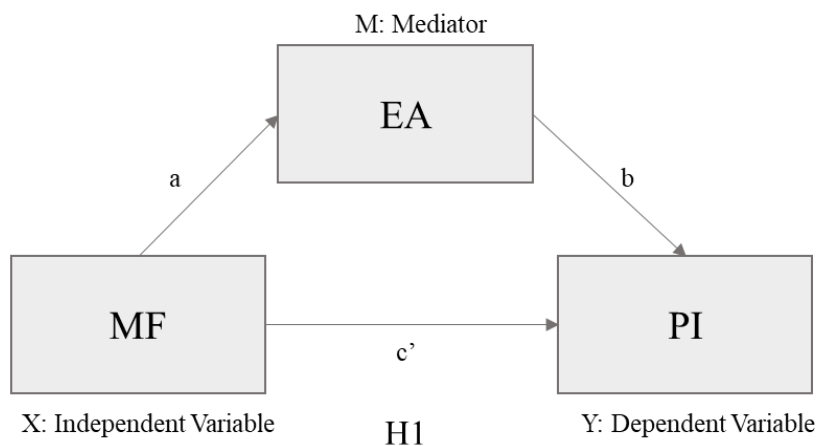 M: Mediator
EA
a
b
MF
PI
c’
X: Independent Variable
Y: Dependent Variable
H1